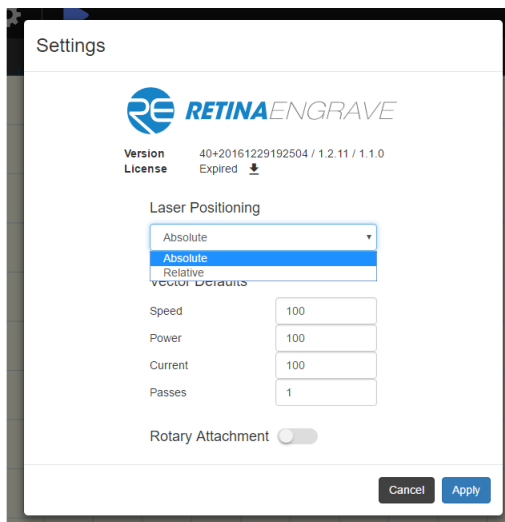 Settings
RE RETINAENGRAVE
Version 40+20161229192504 / 1.2.11 / 1.1.0
License Expired
Laser Positioning
Absolute
Absolute
Relative
Vector Defaults
Speed 100
Power 100
Current 100
Passes 1
Rotary Attachment
Cancel Apply